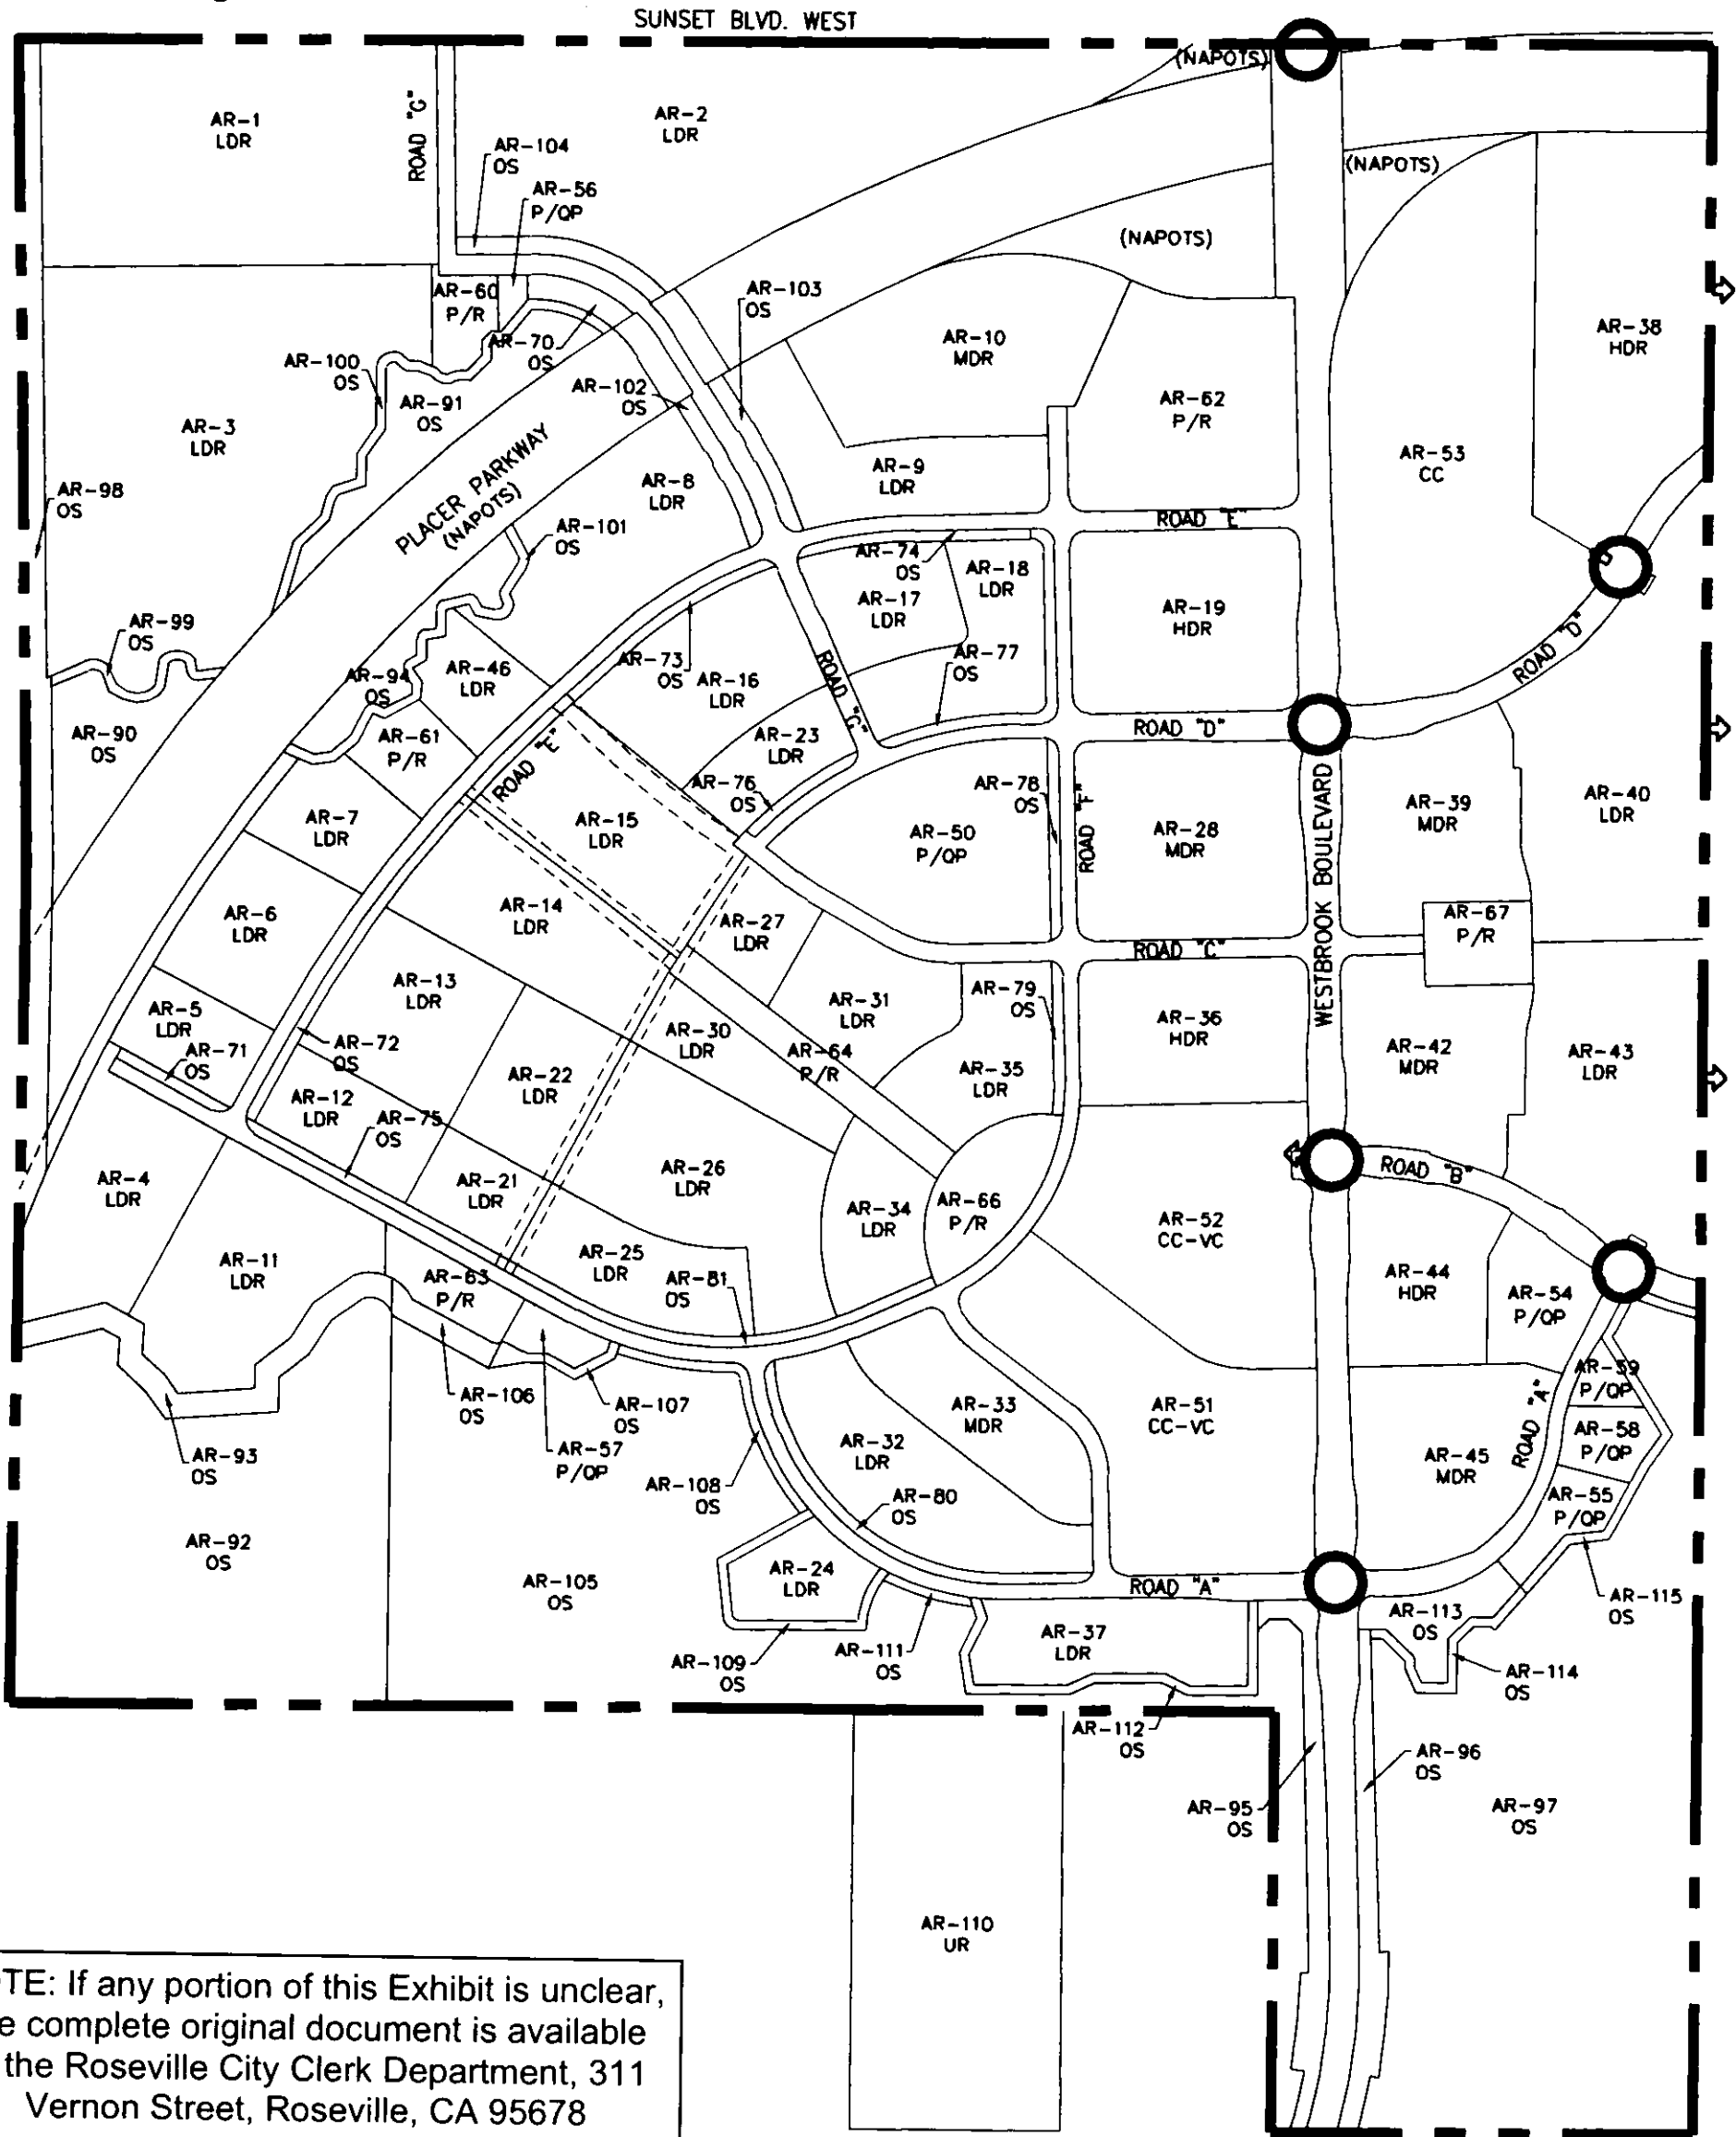 SUNSET BLVD. WEST
(NAPOTS)
AR-1
LDR
ROAD "G"
AR-2
LDR
AR-104
OS
AR-56
P/QP
(NAPOTS)
(NAPOTS)
AR-60
P/R
AR-103
OS
AR-38
HDR
AR-70
OS
AR-10
MDR
AR-100
OS
AR-102
OS
AR-91
OS
AR-62
P/R
AR-3
LDR
PLACER PARKWAY
(NAPOTS)
AR-8
LDR
AR-9
LDR
AR-53
CC
AR-98
OS
AR-101
OS
ROAD "E"
AR-74
OS
AR-18
LDR
AR-17
LDR
AR-19
HDR
AR-99
OS
AR-73
OS
ROAD "G"
AR-77
OS
ROAD "D"
AR-46
LDR
AR-94
OS
AR-16
LDR
AR-90
OS
AR-61
P/R
AR-23
LDR
ROAD "D"
ROAD "E"
AR-76
OS
AR-78
OS
ROAD "F"
WESTBROOK BOULEVARD
AR-39
MDR
AR-40
LDR
AR-7
LDR
AR-15
LDR
AR-50
P/QP
AR-28
MDR
AR-6
LDR
AR-14
LDR
AR-27
LDR
AR-67
P/R
ROAD "C"
AR-13
LDR
AR-31
LDR
AR-79
OS
AR-5
LDR
AR-71
OS
AR-72
OS
AR-30
LDR
AR-64
P/R
AR-36
HDR
AR-42
MDR
AR-43
LDR
AR-12
LDR
AR-75
OS
AR-22
LDR
AR-35
LDR
AR-4
LDR
AR-21
LDR
AR-26
LDR
AR-34
LDR
AR-66
P/R
ROAD "B"
AR-52
CC-VC
AR-11
LDR
AR-63
P/R
AR-25
LDR
AR-81
OS
AR-44
HDR
AR-54
P/QP
AR-59
P/QP
AR-106
OS
AR-107
OS
AR-33
MDR
AR-51
CC-VC
ROAD "A"
AR-58
P/QP
AR-93
OS
AR-57
P/QP
AR-32
LDR
AR-45
MDR
AR-108
OS
AR-80
OS
AR-55
P/QP
AR-92
OS
AR-105
OS
AR-24
LDR
ROAD "A"
AR-113
OS
AR-115
OS
AR-37
LDR
AR-109
OS
AR-111
OS
AR-114
OS
AR-112
OS
AR-96
OS
AR-95
OS
AR-97
OS
AR-110
UR
TE: If any portion of this Exhibit is unclear,
e complete original document is available
the Roseville City Clerk Department, 311
Vernon Street, Roseville, CA 95678